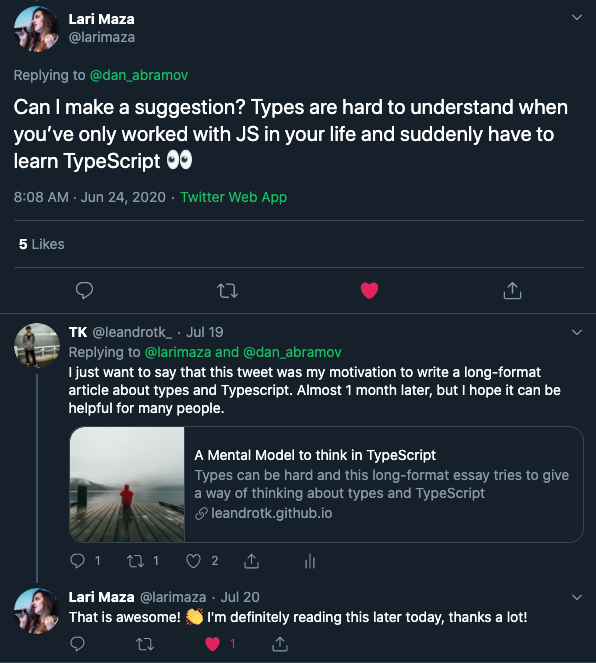 Lari Maza
@larimaza
Replying to @dan_abramov
Can I make a suggestion? Types are hard to understand when
you've only worked with JS in your life and suddenly have to
learn TypeScript 👀
8:08 AM · Jun 24, 2020 · Twitter Web App
5 Likes
TK @leandrotk_ · Jul 19
Replying to @larimaza and @dan_abramov
I just want to say that this tweet was my motivation to write a long-format
article about types and Typescript. Almost 1 month later, but I hope it can be
helpful for many people.
A Mental Model to think in TypeScript
Types can be hard and this long-format essay tries to give
a way of thinking about types and TypeScript
leandrotk.github.io
1 1 2
Lari Maza @larimaza · Jul 20
That is awesome! 👏 I'm definitely reading this later today, thanks a lot!
1